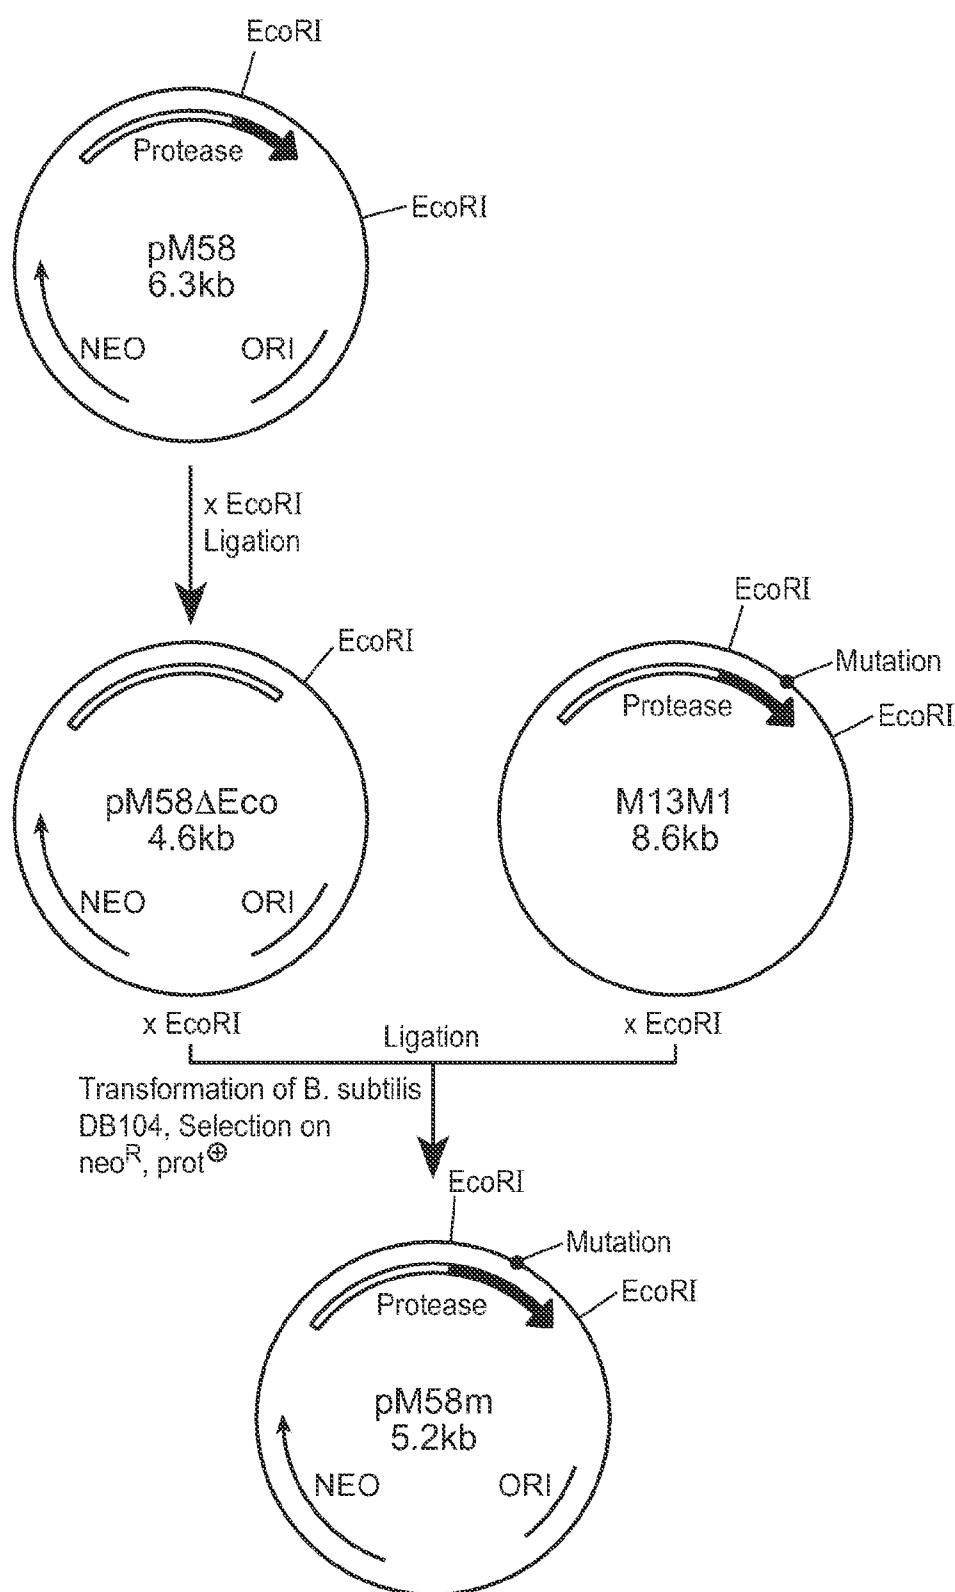 EcoRI
Protease
EcoRI
pM58
6.3kb
NEO
ORI
x EcoRI
Ligation
EcoRI
pM58ΔEco
4.6kb
NEO
ORI
x EcoRI
EcoRI
Mutation
Protease
EcoRI
M13M1
8.6kb
x EcoRI
Ligation
Transformation of B. subtilis
DB104, Selection on
neoᴿ, prot⊕
EcoRI
Mutation
Protease
EcoRI
pM58m
5.2kb
NEO
ORI